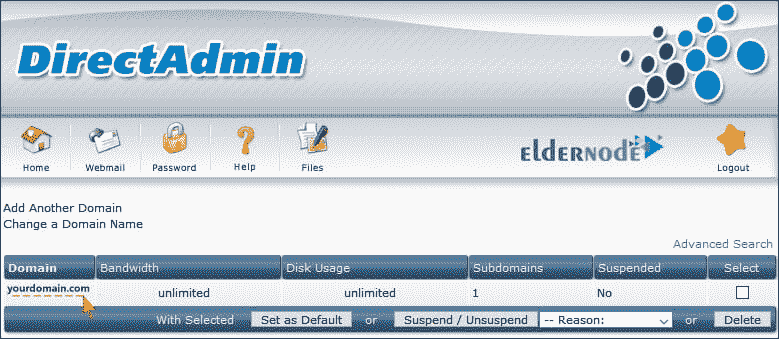 DirectAdmin
Home Webmail Password Help Files eldernode Logout
Add Another Domain
Change a Domain Name
Advanced Search
Domain Bandwidth Disk Usage Subdomains Suspended Select
yourdomain.com unlimited unlimited 1 No
With Selected Set as Default or Suspend / Unsuspend -- Reason: or Delete